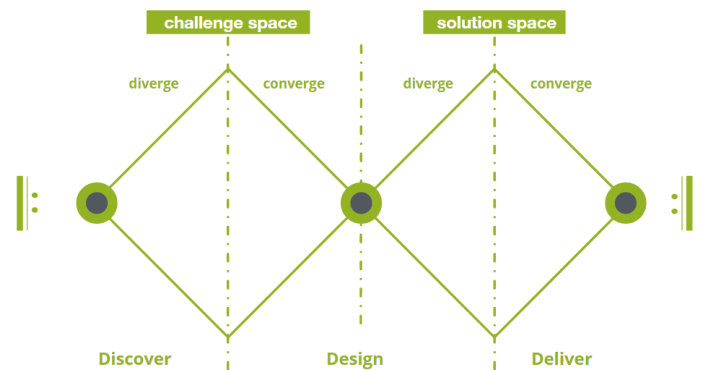 challenge space
solution space
diverge
converge
diverge
converge
Discover
Design
Deliver